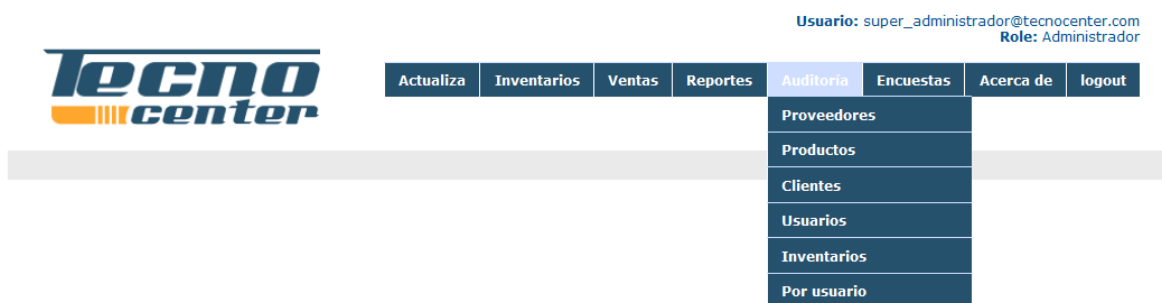 Usuario: super_administrador@tecnocenter.com
Role: Administrador
Tecno
center
Actualiza Inventarios Ventas Reportes Auditoría Encuestas Acerca de logout
Proveedores
Productos
Clientes
Usuarios
Inventarios
Por usuario